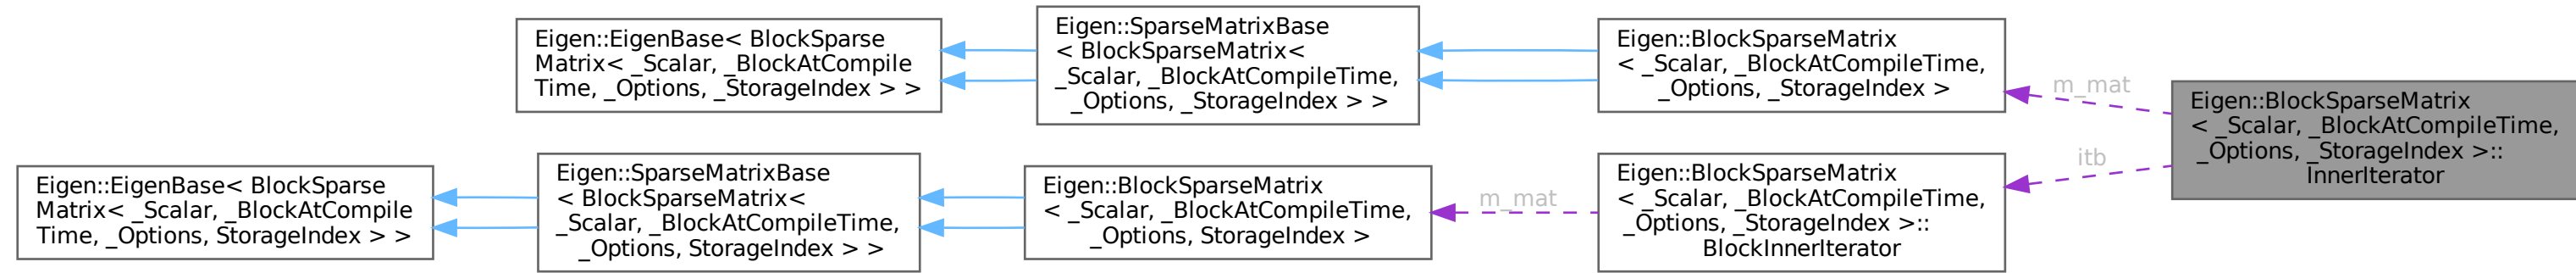 Eigen::EigenBase< BlockSparse
Matrix< _Scalar, _BlockAtCompile
Time, _Options, _StorageIndex > >
Eigen::SparseMatrixBase
< BlockSparseMatrix<
_Scalar, _BlockAtCompileTime,
_Options, _StorageIndex > >
Eigen::BlockSparseMatrix
< _Scalar, _BlockAtCompileTime,
_Options, _StorageIndex >
m_mat
Eigen::BlockSparseMatrix
< _Scalar, _BlockAtCompileTime,
_Options, _StorageIndex >::
InnerIterator
Eigen::EigenBase< BlockSparse
Matrix< _Scalar, _BlockAtCompile
Time, _Options, StorageIndex > >
Eigen::SparseMatrixBase
< BlockSparseMatrix<
_Scalar, _BlockAtCompileTime,
_Options, StorageIndex > >
Eigen::BlockSparseMatrix
< _Scalar, _BlockAtCompileTime,
_Options, StorageIndex >
m_mat
Eigen::BlockSparseMatrix
< _Scalar, _BlockAtCompileTime,
_Options, _StorageIndex >::
BlockInnerIterator
itb